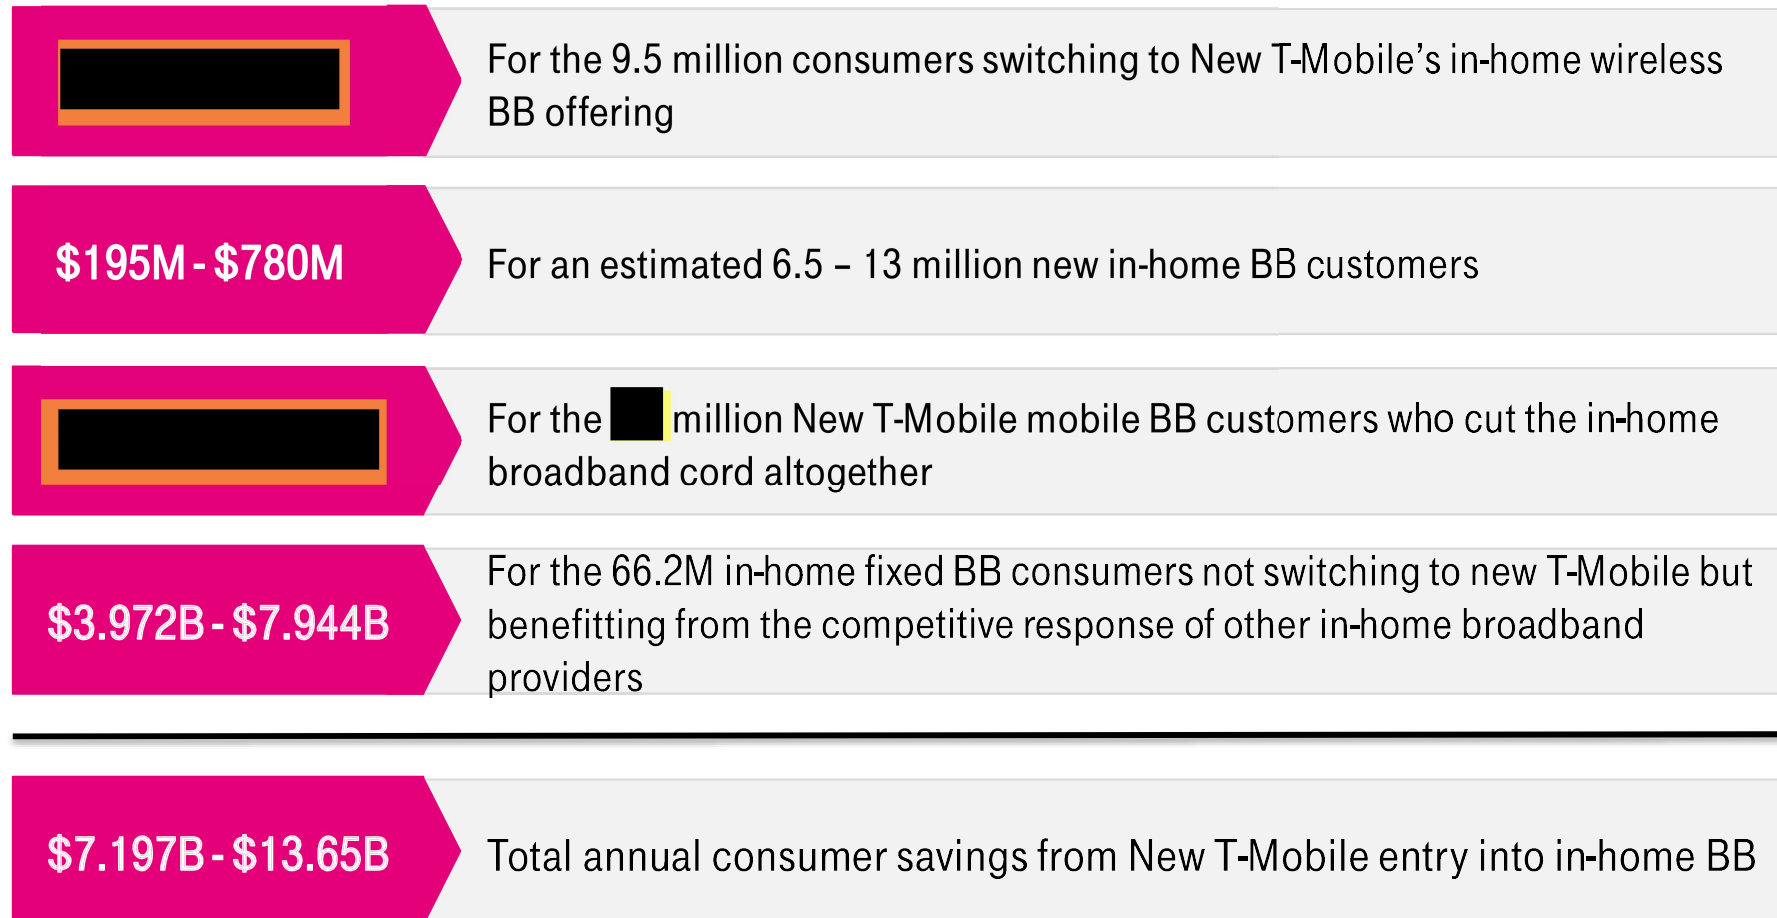 For the 9.5 million consumers switching to New T-Mobile's in-home wireless
BB offering
$195M - $780M
For an estimated 6.5 – 13 million new in-home BB customers
For the million New T-Mobile mobile BB customers who cut the in-home
broadband cord altogether
$3.972B - $7.944B
For the 66.2M in-home fixed BB consumers not switching to new T-Mobile but
benefitting from the competitive response of other in-home broadband
providers
$7.197B - $13.65B
Total annual consumer savings from New T-Mobile entry into in-home BB